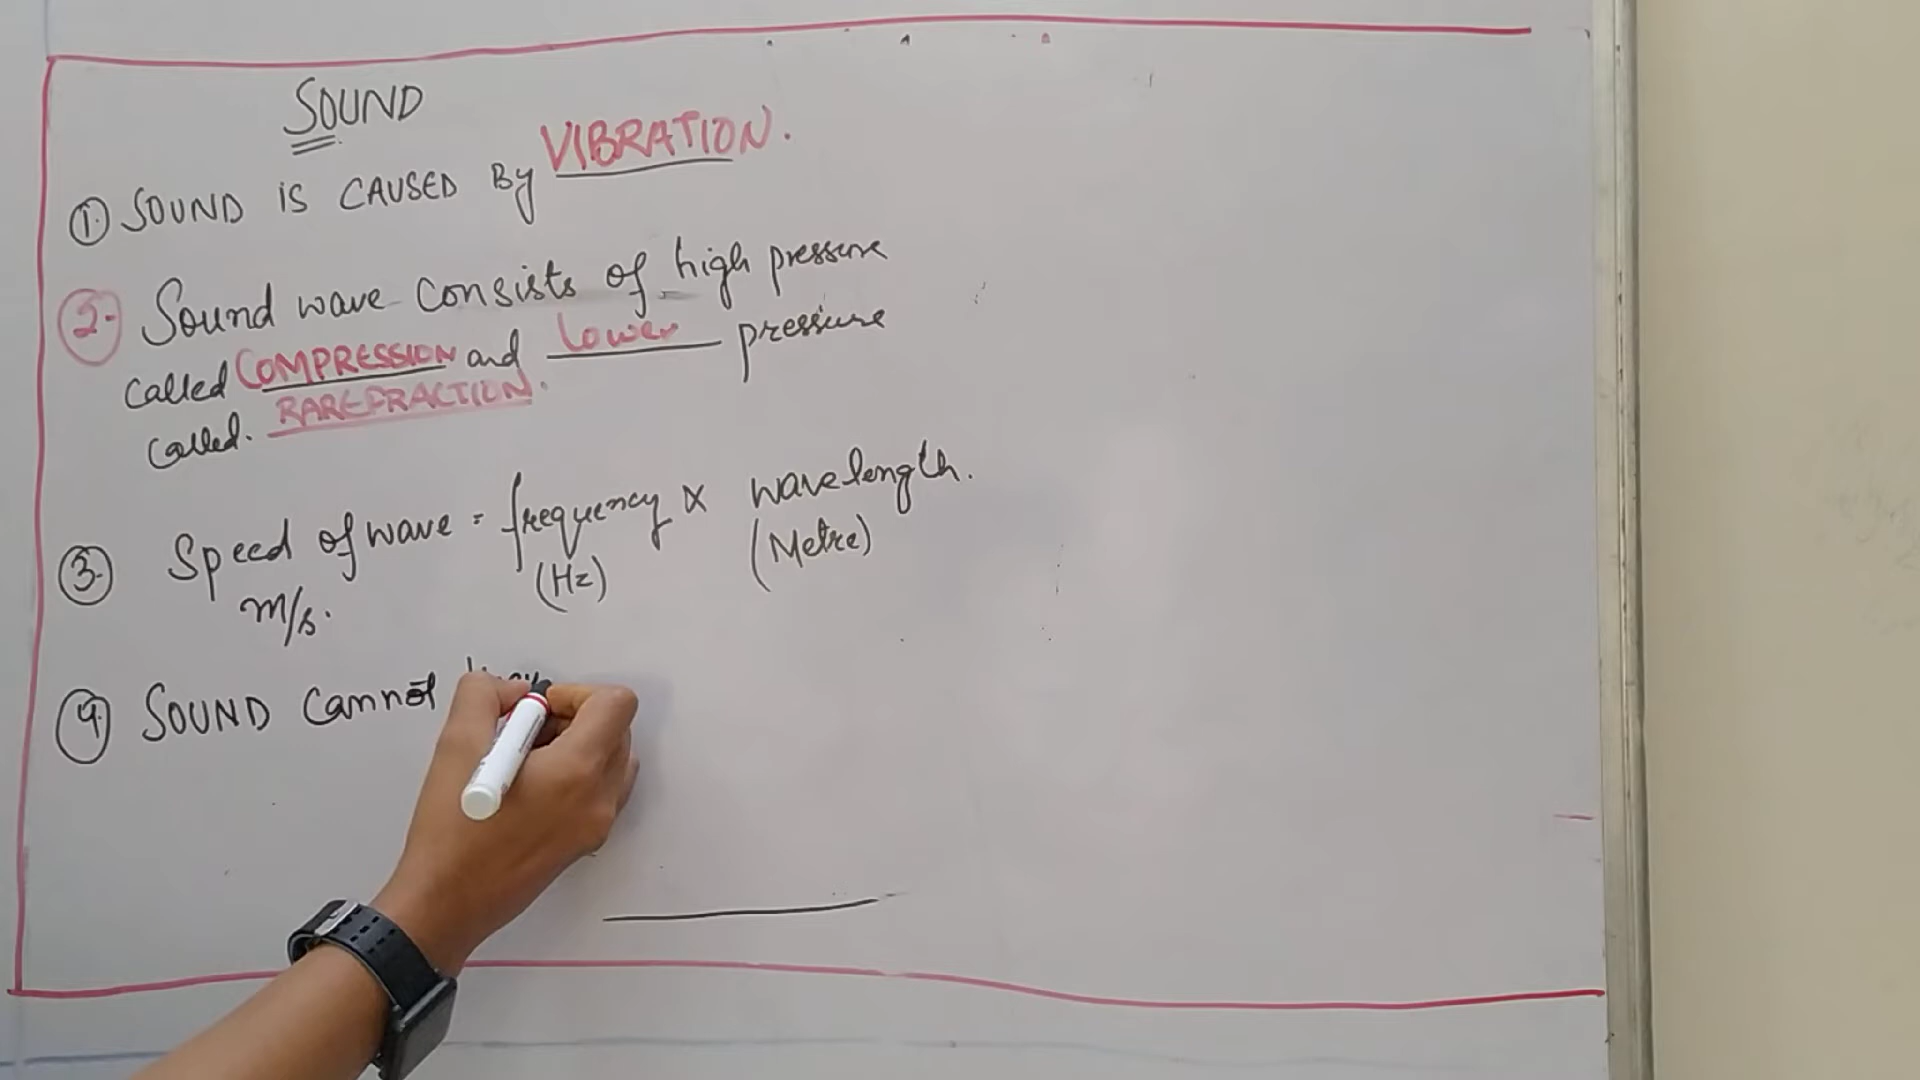 SOUND
① SOUND IS CAUSED By VIBRATION.
2. Sound wave consists of high pressure
called COMPRESSION and lower pressure
called. RAREFRACTION.
③ Speed of wave = frequency x wavelength.
m/s. (Hz) (Metre)
④ SOUND Cannot